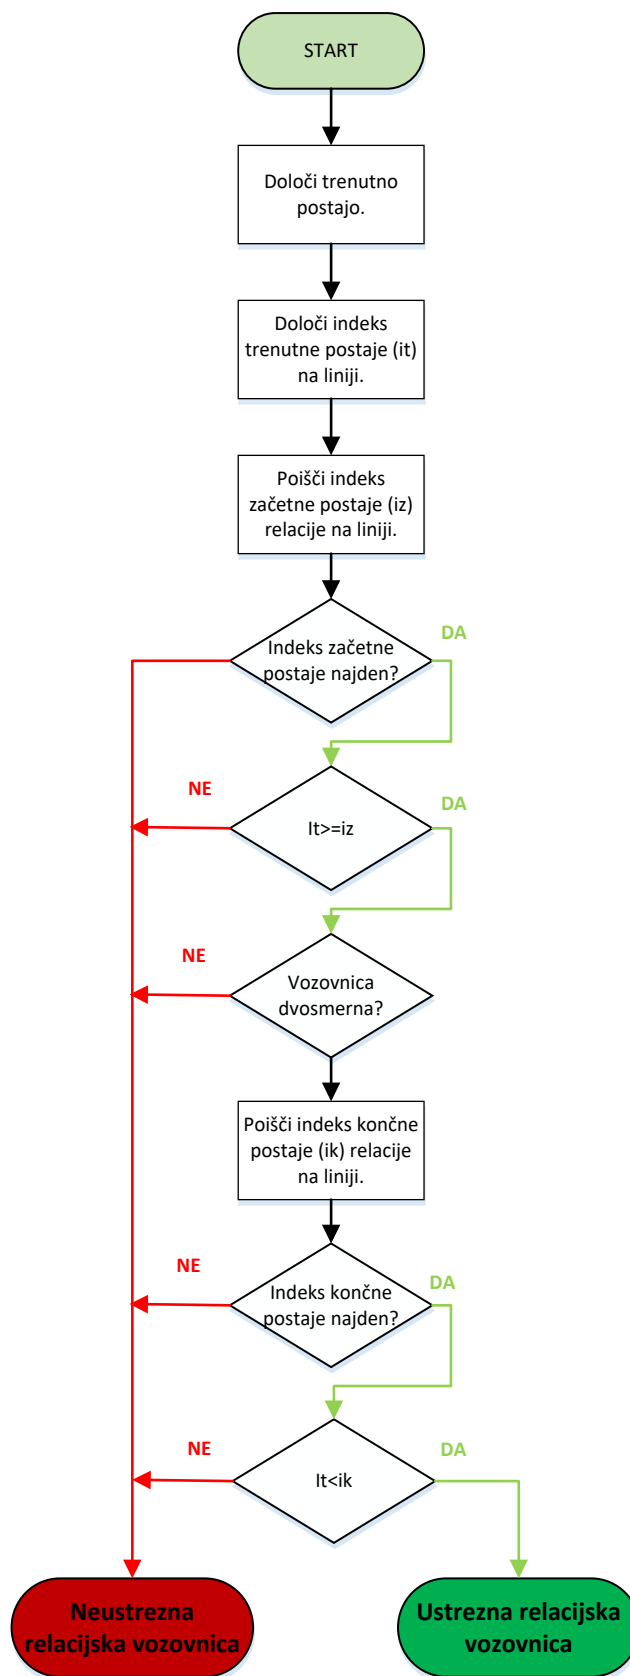 START
Določi trenutno
postajo.
Določi indeks
trenutne postaje (it)
na liniji.
Poišči indeks
začetne postaje (iz)
relacije na liniji.
DA
Indeks začetne
postaje najden?
NE
DA
It>=iz
NE
Vozovnica
dvosmerna?
Poišči indeks končne
postaje (ik) relacije
na liniji.
NE
DA
Indeks končne
postaje najden?
NE
DA
It<ik
Neustrezna
relacijska vozovnica
Ustrezna relacijska
vozovnica